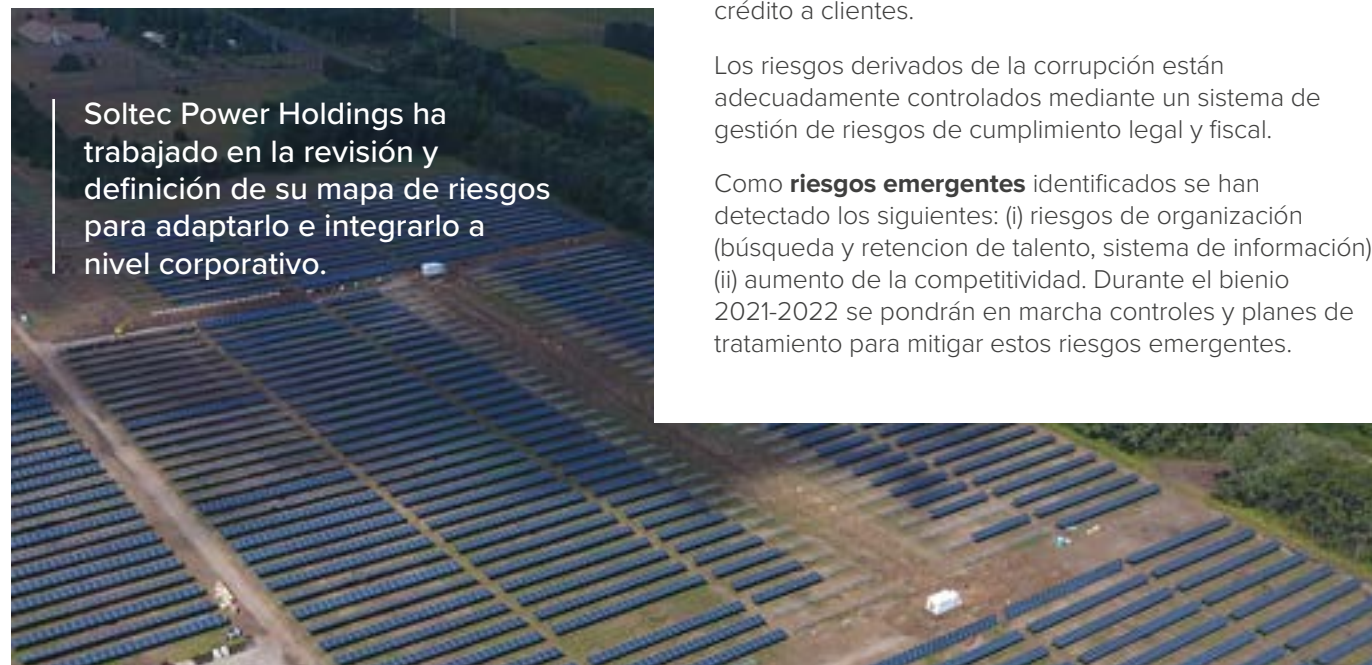 Soltec Power Holdings ha
trabajado en la revisión y
definición de su mapa de riesgos
para adaptarlo e integrarlo a
nivel corporativo.
crédito a clientes.
Los riesgos derivados de la corrupción están
adecuadamente controlados mediante un sistema de
gestión de riesgos de cumplimiento legal y fiscal.
Como riesgos emergentes identificados se han
detectado los siguientes: (i) riesgos de organización
(búsqueda y retencion de talento, sistema de información)
(ii) aumento de la competitividad. Durante el bienio
2021-2022 se pondrán en marcha controles y planes de
tratamiento para mitigar estos riesgos emergentes.